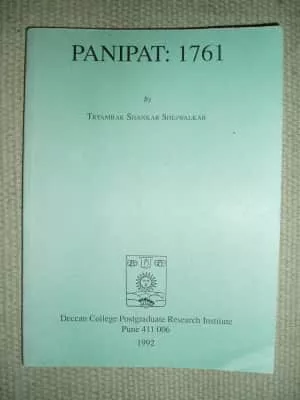 PANIPAT: 1761
By
TRYAMBAK SHANKAR SHEJWALKAR
Deccan College Postgraduate Research Institute
Pune 411 006
1992